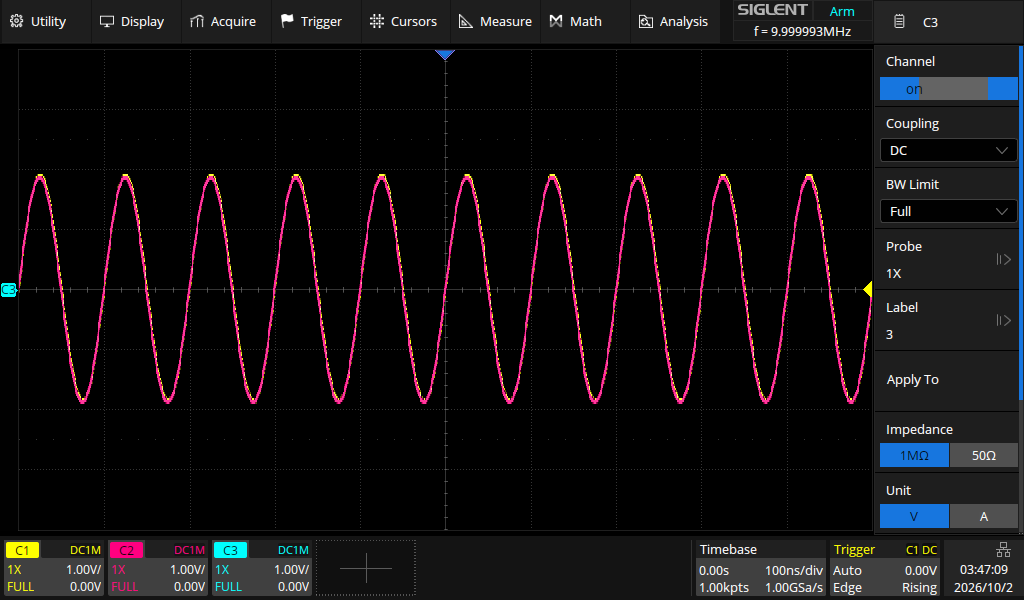 Utility
Display
Acquire
Trigger
Cursors
Measure
Math
Analysis
SIGLENT
Arm
f = 9.999993MHz
C3
Channel
on
Coupling
DC
BW Limit
Full
Probe
1X
Label
3
Apply To
Impedance
1MΩ 50Ω
Unit
V A
C3
C1 DC1M
1X 1.00V/
FULL 0.00V
C2 DC1M
1X 1.00V/
FULL 0.00V
C3 DC1M
1X 1.00V/
FULL 0.00V
Timebase
0.00s 100ns/div
1.00kpts 1.00GSa/s
Trigger C1 DC
Auto 0.00V
Edge Rising
03:47:09
2026/10/2